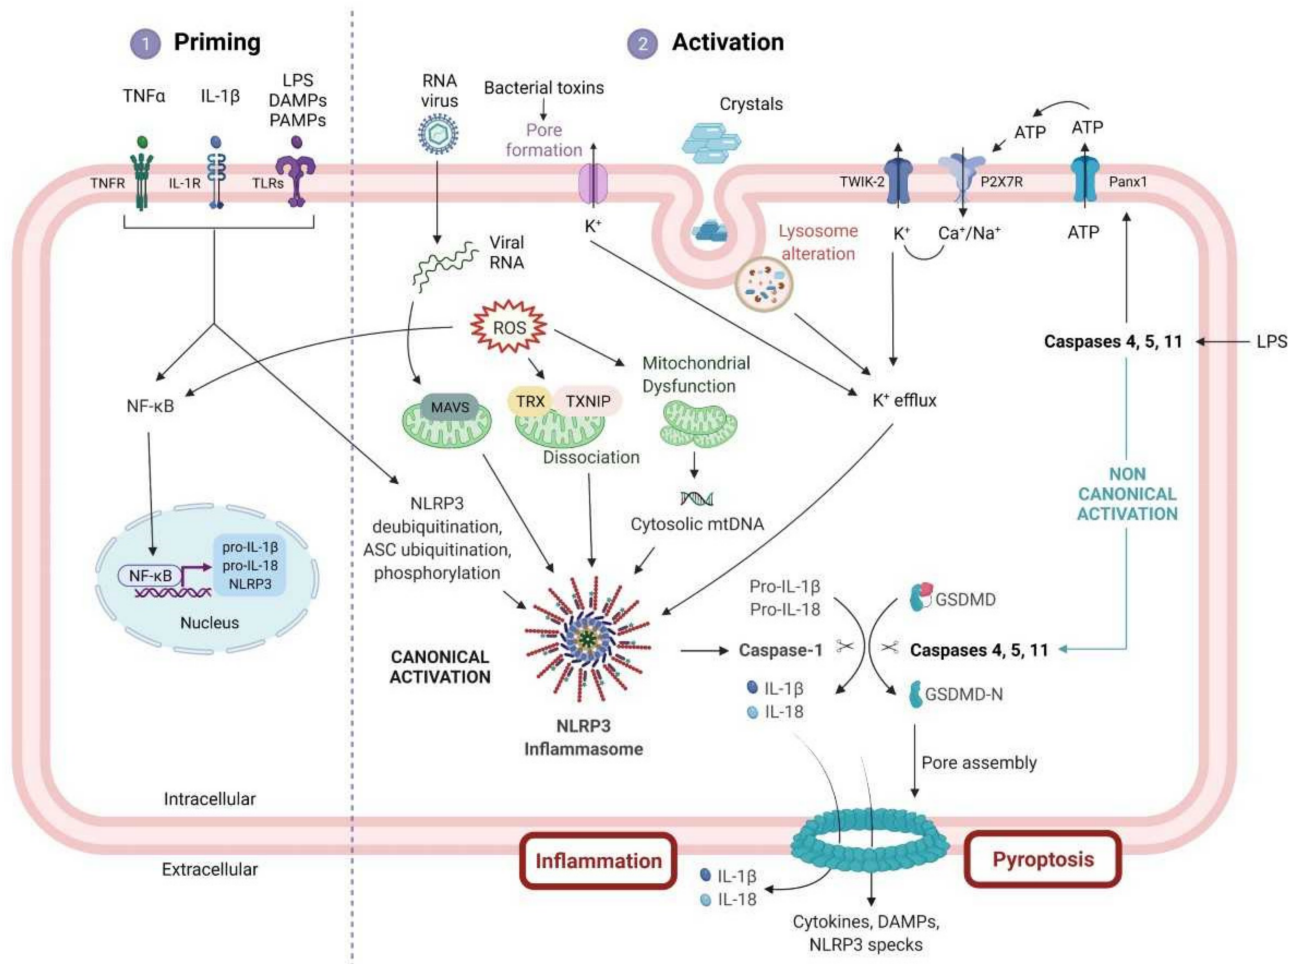 1 Priming
2 Activation
TNFα
IL-1β
LPS
DAMPs
PAMPs
RNA
virus
Bacterial toxins
Pore
formation
Crystals
ATP
ATP
TNFR
IL-1R
TLRs
TWIK-2
P2X7R
Panx1
K⁺
Lysosome
alteration
K⁺
Ca⁺/Na⁺
ATP
Viral
RNA
ROS
Caspases 4, 5, 11
LPS
Mitochondrial
Dysfunction
NF-κB
MAVS
TRX
TXNIP
K⁺ efflux
Dissociation
NON
CANONICAL
ACTIVATION
NLRP3
deubiquitination,
ASC ubiquitination,
phosphorylation
Cytosolic mtDNA
pro-IL-1β
pro-IL-18
NLRP3
NF-κB
Nucleus
Pro-IL-1β
Pro-IL-18
GSDMD
CANONICAL
ACTIVATION
Caspase-1
Caspases 4, 5, 11
IL-1β
IL-18
GSDMD-N
NLRP3
Inflammasome
Pore assembly
Intracellular
Extracellular
Inflammation
Pyroptosis
IL-1β
IL-18
Cytokines, DAMPs,
NLRP3 specks